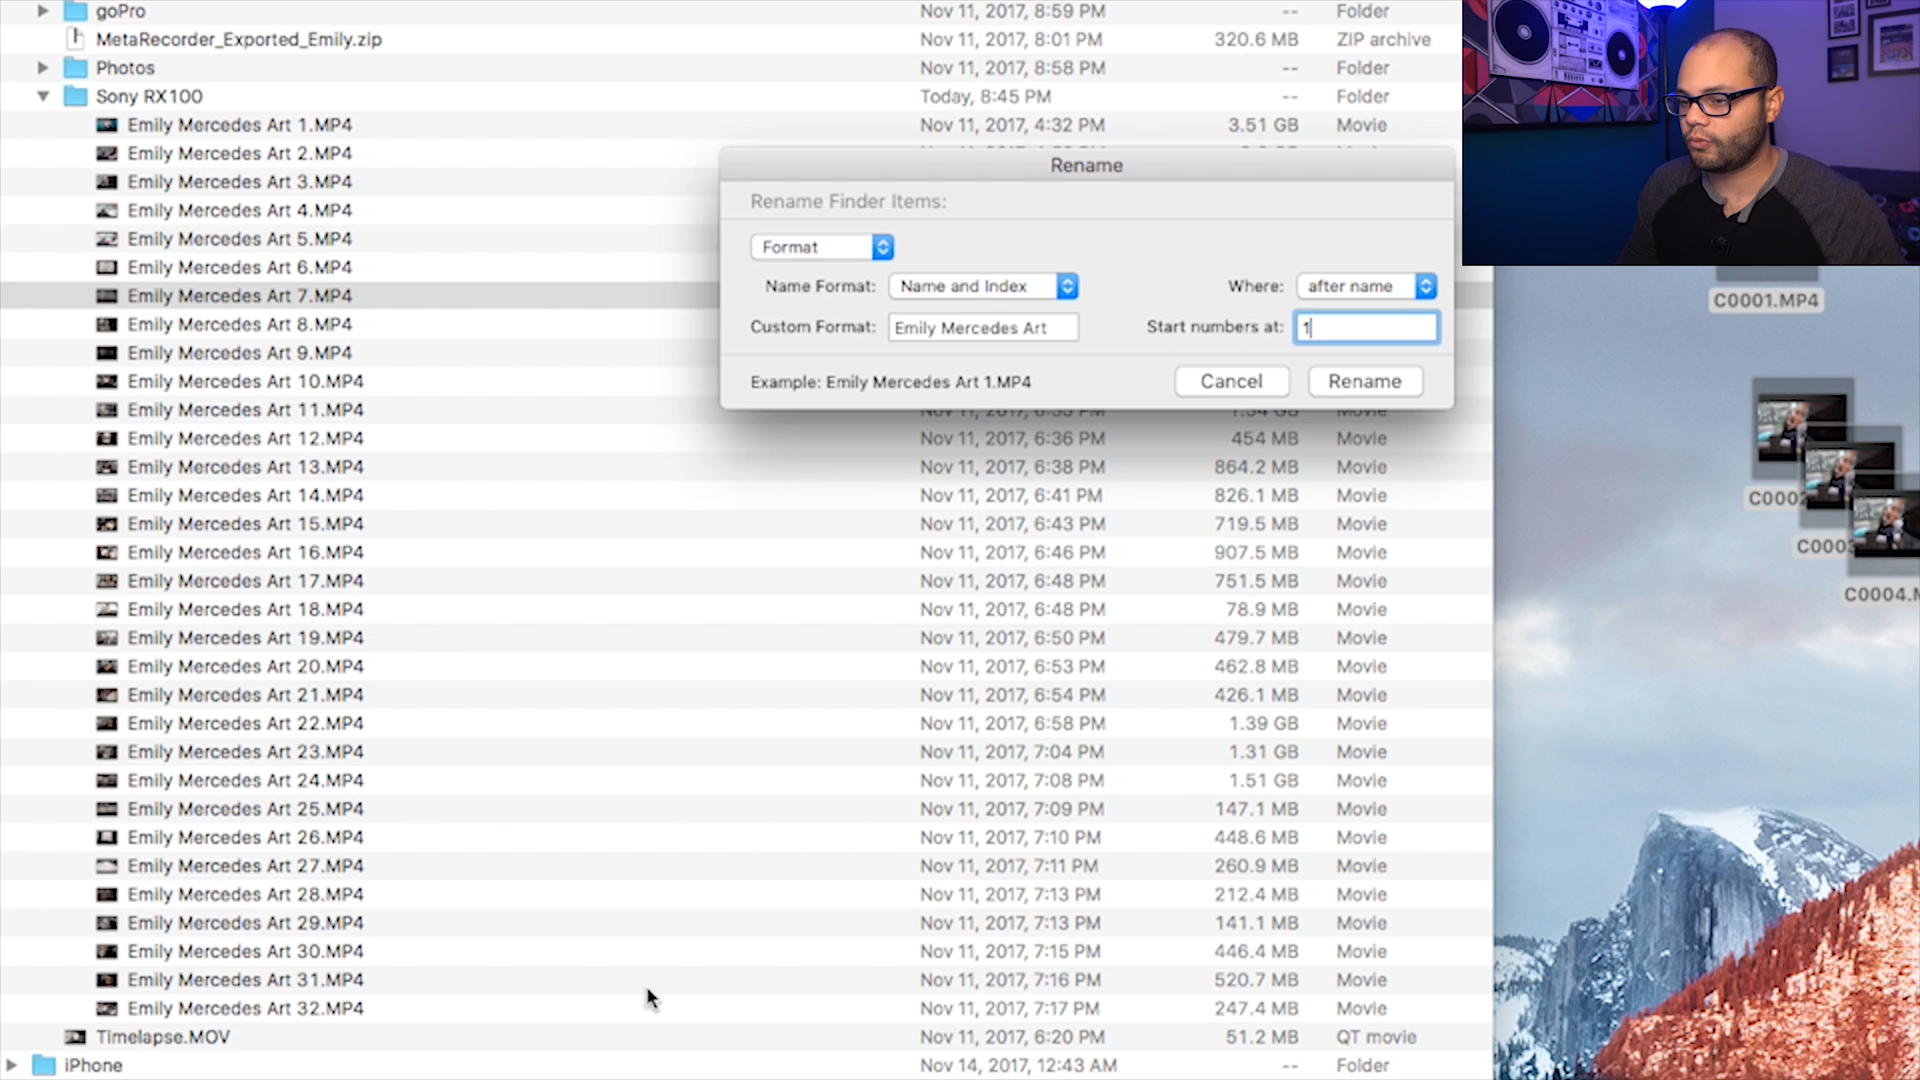 goPro Nov 11, 2017, 8:59 PM -- Folder
MetaRecorder_Exported_Emily.zip Nov 11, 2017, 8:01 PM 320.6 MB ZIP archive
Photos Nov 11, 2017, 8:58 PM -- Folder
Sony RX100 Today, 8:45 PM -- Folder
Emily Mercedes Art 1.MP4 Nov 11, 2017, 4:32 PM 3.51 GB Movie
Emily Mercedes Art 2.MP4
Emily Mercedes Art 3.MP4
Emily Mercedes Art 4.MP4
Emily Mercedes Art 5.MP4
Emily Mercedes Art 6.MP4
Emily Mercedes Art 7.MP4
Emily Mercedes Art 8.MP4
Emily Mercedes Art 9.MP4
Emily Mercedes Art 10.MP4
Emily Mercedes Art 11.MP4 Movie
Emily Mercedes Art 12.MP4 Nov 11, 2017, 6:36 PM 454 MB Movie
Emily Mercedes Art 13.MP4 Nov 11, 2017, 6:38 PM 864.2 MB Movie
Emily Mercedes Art 14.MP4 Nov 11, 2017, 6:41 PM 826.1 MB Movie
Emily Mercedes Art 15.MP4 Nov 11, 2017, 6:43 PM 719.5 MB Movie
Emily Mercedes Art 16.MP4 Nov 11, 2017, 6:46 PM 907.5 MB Movie
Emily Mercedes Art 17.MP4 Nov 11, 2017, 6:48 PM 751.5 MB Movie
Emily Mercedes Art 18.MP4 Nov 11, 2017, 6:48 PM 78.9 MB Movie
Emily Mercedes Art 19.MP4 Nov 11, 2017, 6:50 PM 479.7 MB Movie
Emily Mercedes Art 20.MP4 Nov 11, 2017, 6:53 PM 462.8 MB Movie
Emily Mercedes Art 21.MP4 Nov 11, 2017, 6:54 PM 426.1 MB Movie
Emily Mercedes Art 22.MP4 Nov 11, 2017, 6:58 PM 1.39 GB Movie
Emily Mercedes Art 23.MP4 Nov 11, 2017, 7:04 PM 1.31 GB Movie
Emily Mercedes Art 24.MP4 Nov 11, 2017, 7:08 PM 1.51 GB Movie
Emily Mercedes Art 25.MP4 Nov 11, 2017, 7:09 PM 147.1 MB Movie
Emily Mercedes Art 26.MP4 Nov 11, 2017, 7:10 PM 448.6 MB Movie
Emily Mercedes Art 27.MP4 Nov 11, 2017, 7:11 PM 260.9 MB Movie
Emily Mercedes Art 28.MP4 Nov 11, 2017, 7:13 PM 212.4 MB Movie
Emily Mercedes Art 29.MP4 Nov 11, 2017, 7:13 PM 141.1 MB Movie
Emily Mercedes Art 30.MP4 Nov 11, 2017, 7:15 PM 446.4 MB Movie
Emily Mercedes Art 31.MP4 Nov 11, 2017, 7:16 PM 520.7 MB Movie
Emily Mercedes Art 32.MP4 Nov 11, 2017, 7:17 PM 247.4 MB Movie
Timelapse.MOV Nov 11, 2017, 6:20 PM 51.2 MB QT movie
iPhone Nov 14, 2017, 12:43 AM -- Folder
Rename
Rename Finder Items:
Format
Name Format: Name and Index Where: after name
Custom Format: Emily Mercedes Art Start numbers at: 1
Example: Emily Mercedes Art 1.MP4 Cancel Rename
C0001.MP4
C0002
C0003
C0004.M